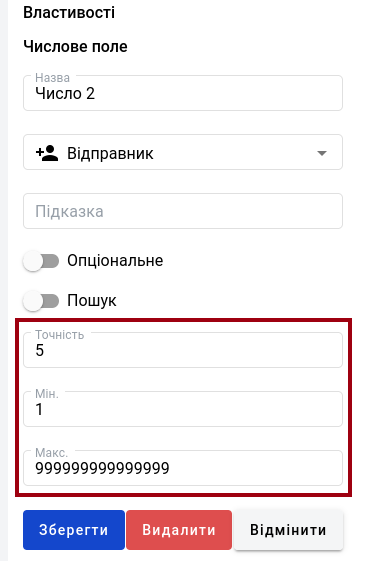 Властивості
Числове поле
Назва
Число 2
Відправник
Підказка
Опціональне
Пошук
Точність
5
Мін.
1
Макс.
999999999999999
Зберегти Видалити Відмінити